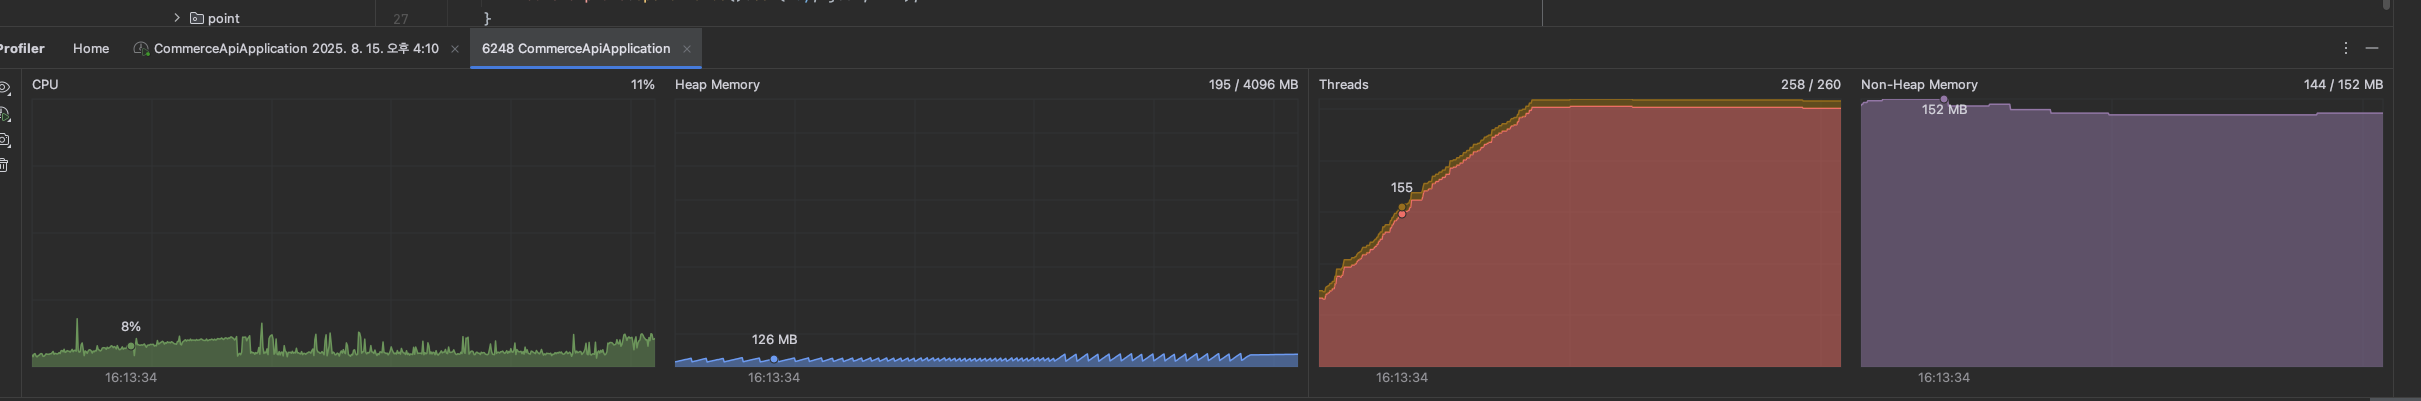 point
27
}
Profiler
Home
CommerceApiApplication 2025. 8. 15. 오후 4:10
6248 CommerceApiApplication
CPU
11%
Heap Memory
195 / 4096 MB
Threads
258 / 260
Non-Heap Memory
144 / 152 MB
8%
126 MB
155
152 MB
16:13:34
16:13:34
16:13:34
16:13:34